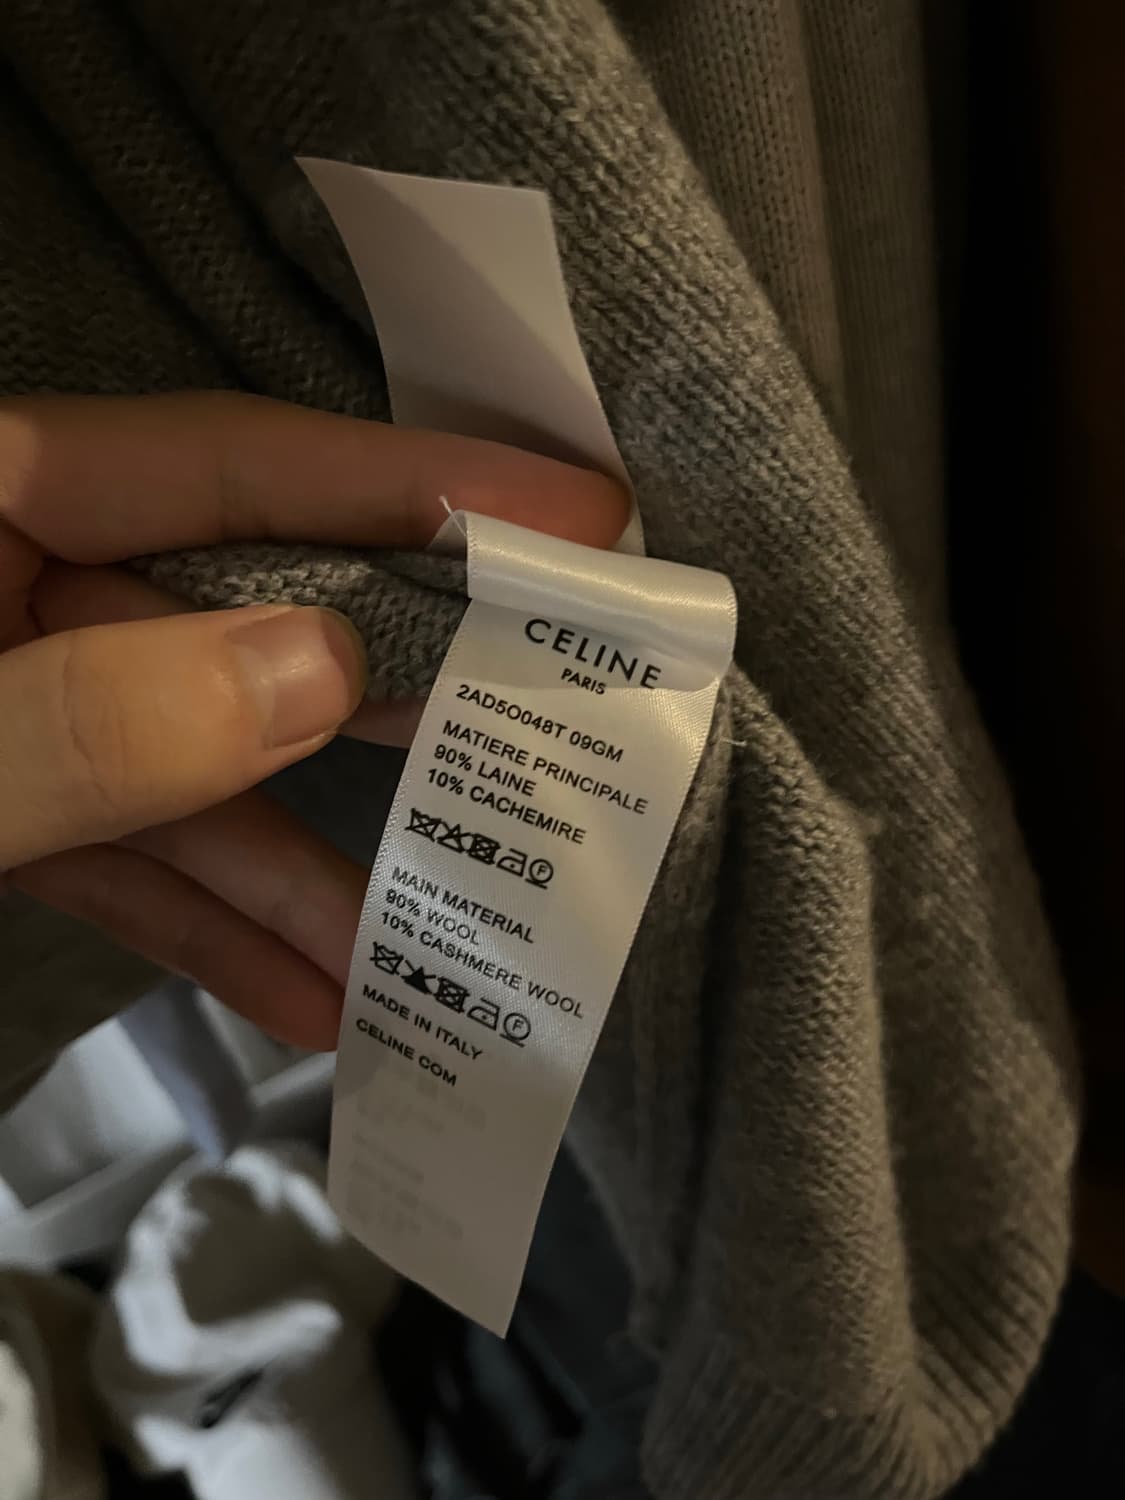 CELINE
PARIS
2AD5O048T 09GM
MATIERE PRINCIPALE
90% LAINE
10% CACHEMIRE
F
MAIN MATERIAL
90% WOOL
10% CASHMERE WOOL
F
MADE IN ITALY
CELINE COM